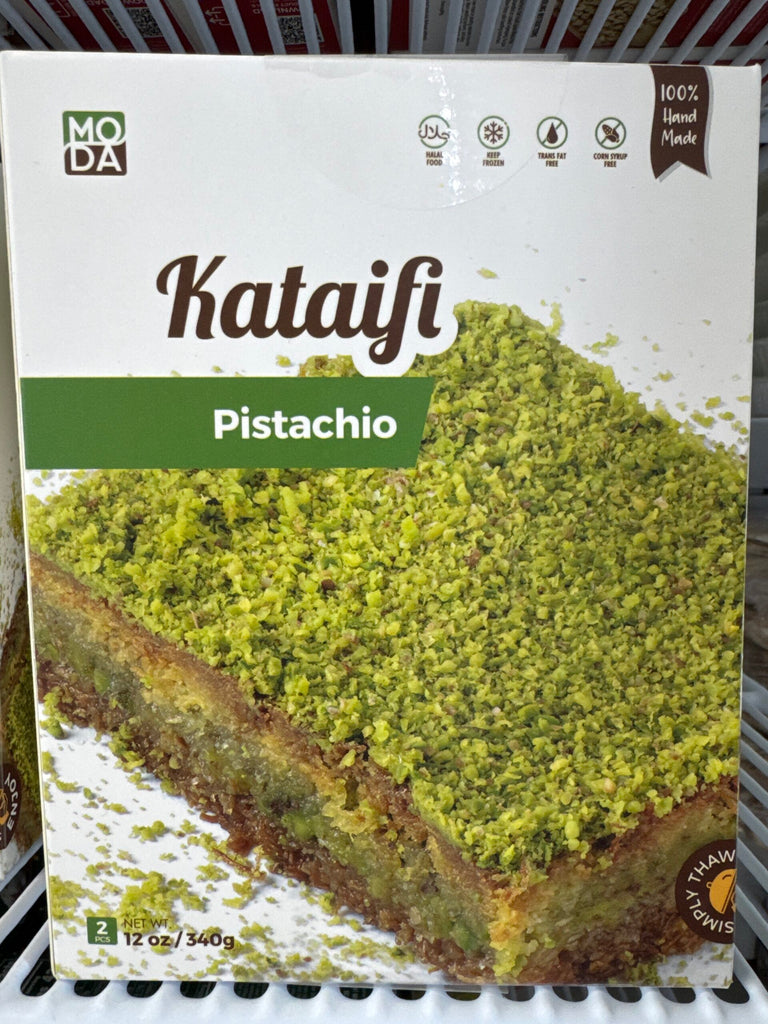 MO
DA
حلال
HALAL
FOOD
KEEP
FROZEN
TRANS FAT
FREE
CORN SYRUP
FREE
100%
Hand
Made
Kataifi
Pistachio
2
PCS
NET WT.
12 oz / 340g
SIMPLY THAW